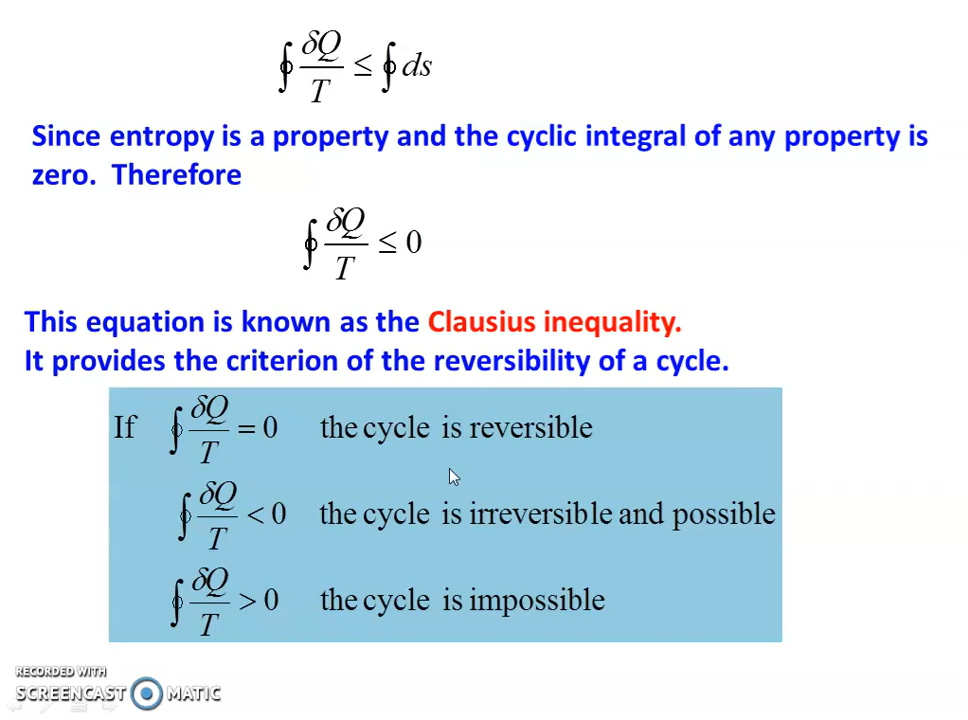 ∮ δQ/T ≤ ∮ ds
Since entropy is a property and the cyclic integral of any property is
zero. Therefore
∮ δQ/T ≤ 0
This equation is known as the Clausius inequality.
It provides the criterion of the reversibility of a cycle.
If ∮ δQ/T = 0 the cycle is reversible
∮ δQ/T < 0 the cycle is irreversible and possible
∮ δQ/T > 0 the cycle is impossible
RECORDED WITH
SCREENCAST MATIC